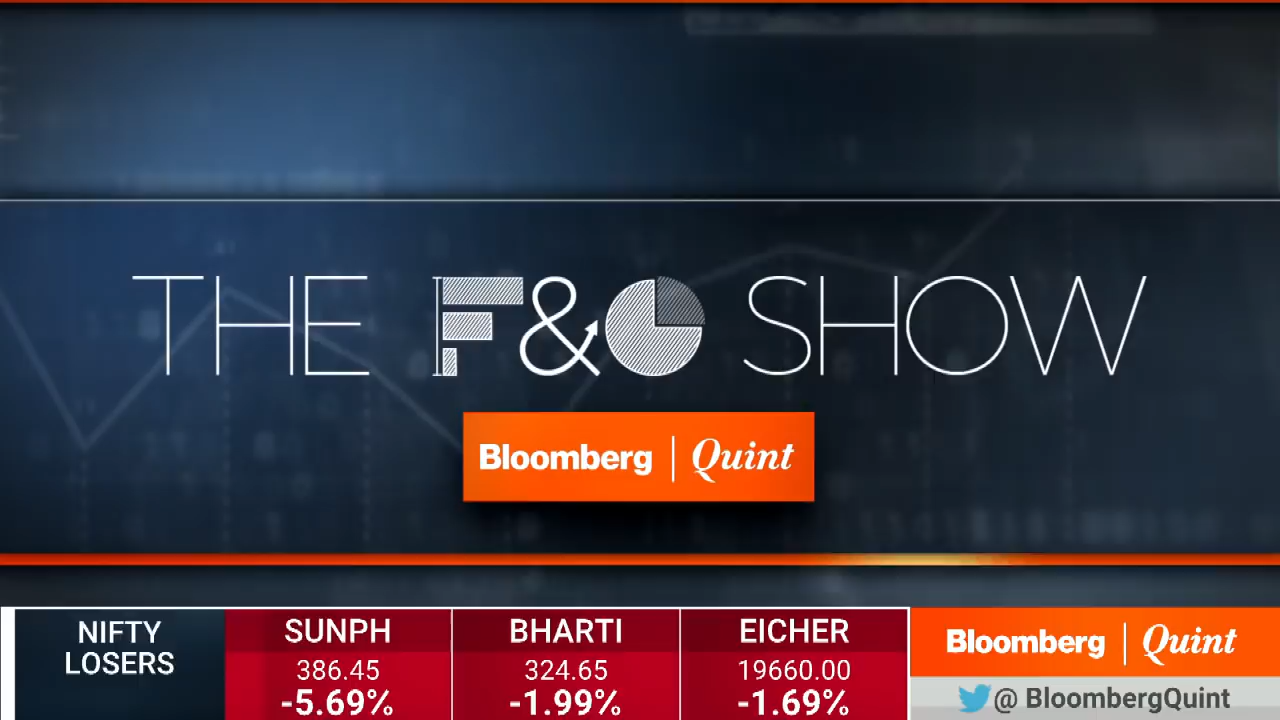 THE F&O SHOW
Bloomberg | Quint
NIFTY
LOSERS
SUNPH
386.45
-5.69%
BHARTI
324.65
-1.99%
EICHER
19660.00
-1.69%
Bloomberg | Quint
@ BloombergQuint